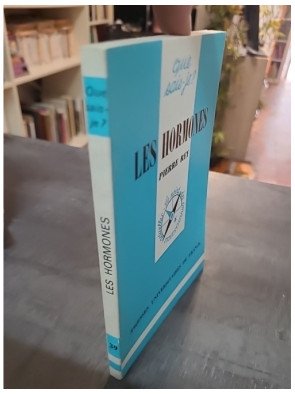 Que
sais-je?
LES HORMONES
PIERRE REY
PRESSES UNIVERSITAIRES DE FRANCE
Que
sais-
je?
LES HORMONES